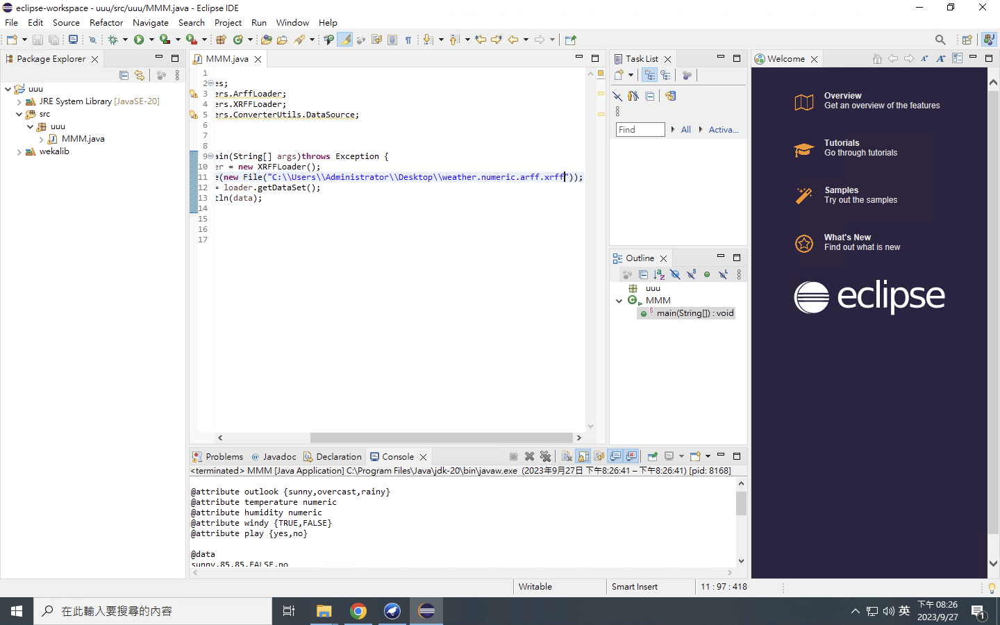 eclipse-workspace - uuu/src/uuu/MMM.java - Eclipse IDE
File Edit Source Refactor Navigate Search Project Run Window Help
Package Explorer
uuu
JRE System Library [JavaSE-20]
src
uuu
MMM.java
wekalib
MMM.java
1
2 es;
3 ers.ArffLoader;
4 ers.XRFFLoader;
5 ers.ConverterUtils.DataSource;
6
7
8
9 ain(String[] args)throws Exception {
10 er = new XRFFLoader();
11 e(new File("C:\\Users\\Administrator\\Desktop\\weather.numeric.arff.xrff"));
12 = loader.getDataSet();
13 tln(data);
14
15
16
17
Task List
Find All Activa...
Outline
uuu
MMM
main(String[]) : void
Welcome
Overview
Get an overview of the features
Tutorials
Go through tutorials
Samples
Try out the samples
What's New
Find out what is new
eclipse
Problems Javadoc Declaration Console
<terminated> MMM [Java Application] C:\Program Files\Java\jdk-20\bin\javaw.exe (2023年9月27日 下午8:26:41 – 下午8:26:41) [pid: 8168]
@attribute outlook {sunny,overcast,rainy}
@attribute temperature numeric
@attribute humidity numeric
@attribute windy {TRUE,FALSE}
@attribute play {yes,no}
@data
sunny,85,85,FALSE,no
Writable Smart Insert 11 : 97 : 418
在此輸入要搜尋的內容
英
下午 08:26
2023/9/27
1